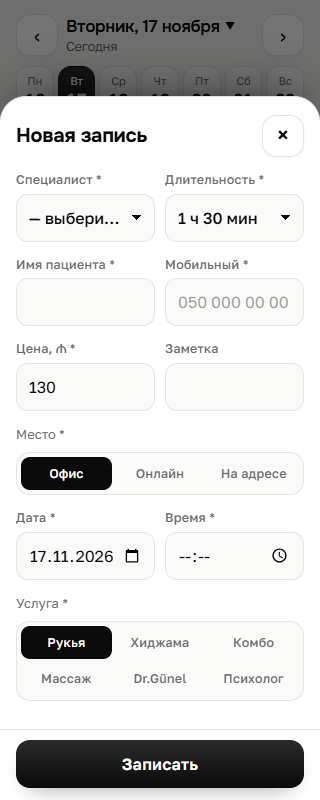 Вторник, 17 ноября ▼
Сегодня
Пн Вт Ср Чт Пт Сб Вс
Новая запись
×
Специалист * Длительность *
— выбери... 1 ч 30 мин
Имя пациента * Мобильный *
050 000 00 00
Цена, ₼ * Заметка
130
Место *
Офис Онлайн На адресе
Дата * Время *
17.11.2026 --:--
Услуга *
Рукья Хиджама Комбо
Массаж Dr.Günel Психолог
Записать